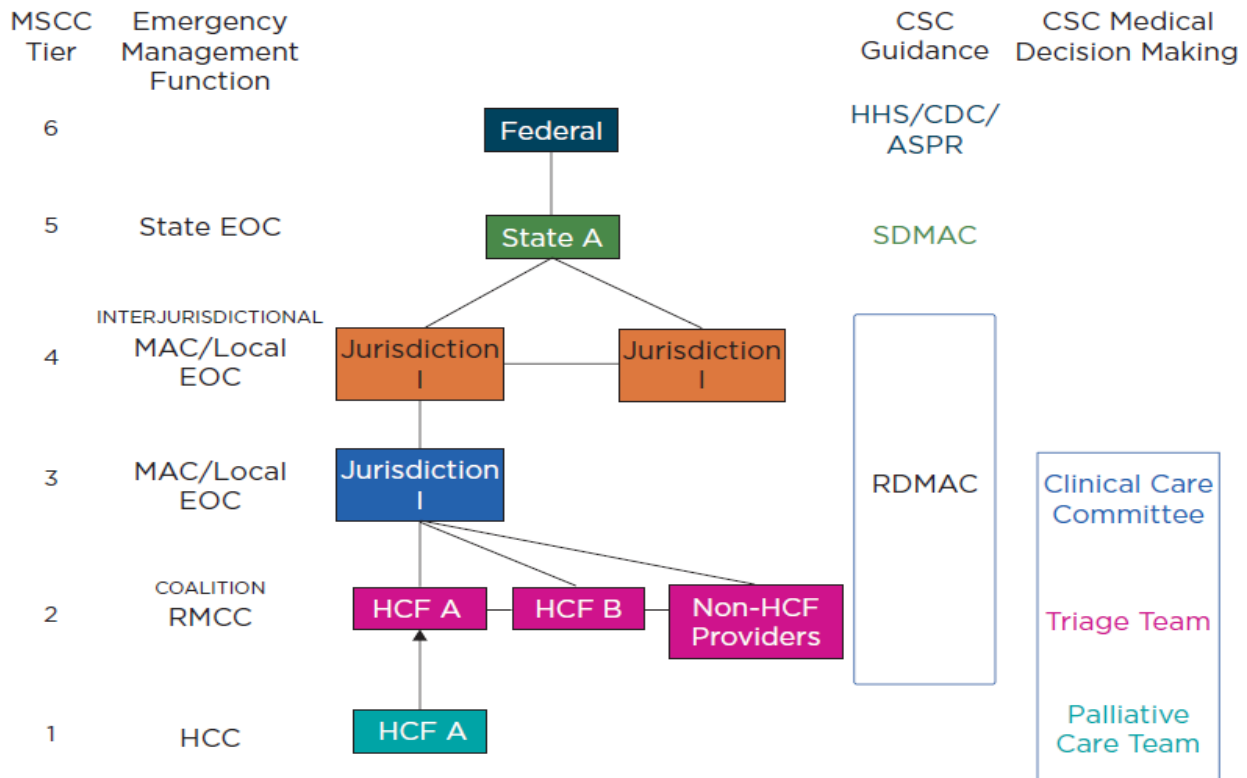 MSCC Tier
Emergency Management Function
CSC Guidance
CSC Medical Decision Making
6
Federal
HHS/CDC/
ASPR
5
State EOC
State A
SDMAC
4
INTERJURISDICTIONAL
MAC/Local
EOC
Jurisdiction
I
Jurisdiction
I
3
MAC/Local
EOC
Jurisdiction
I
RDMAC
Clinical Care
Committee
2
COALITION
RMCC
HCF A
HCF B
Non-HCF
Providers
Triage Team
1
HCC
HCF A
Palliative
Care Team